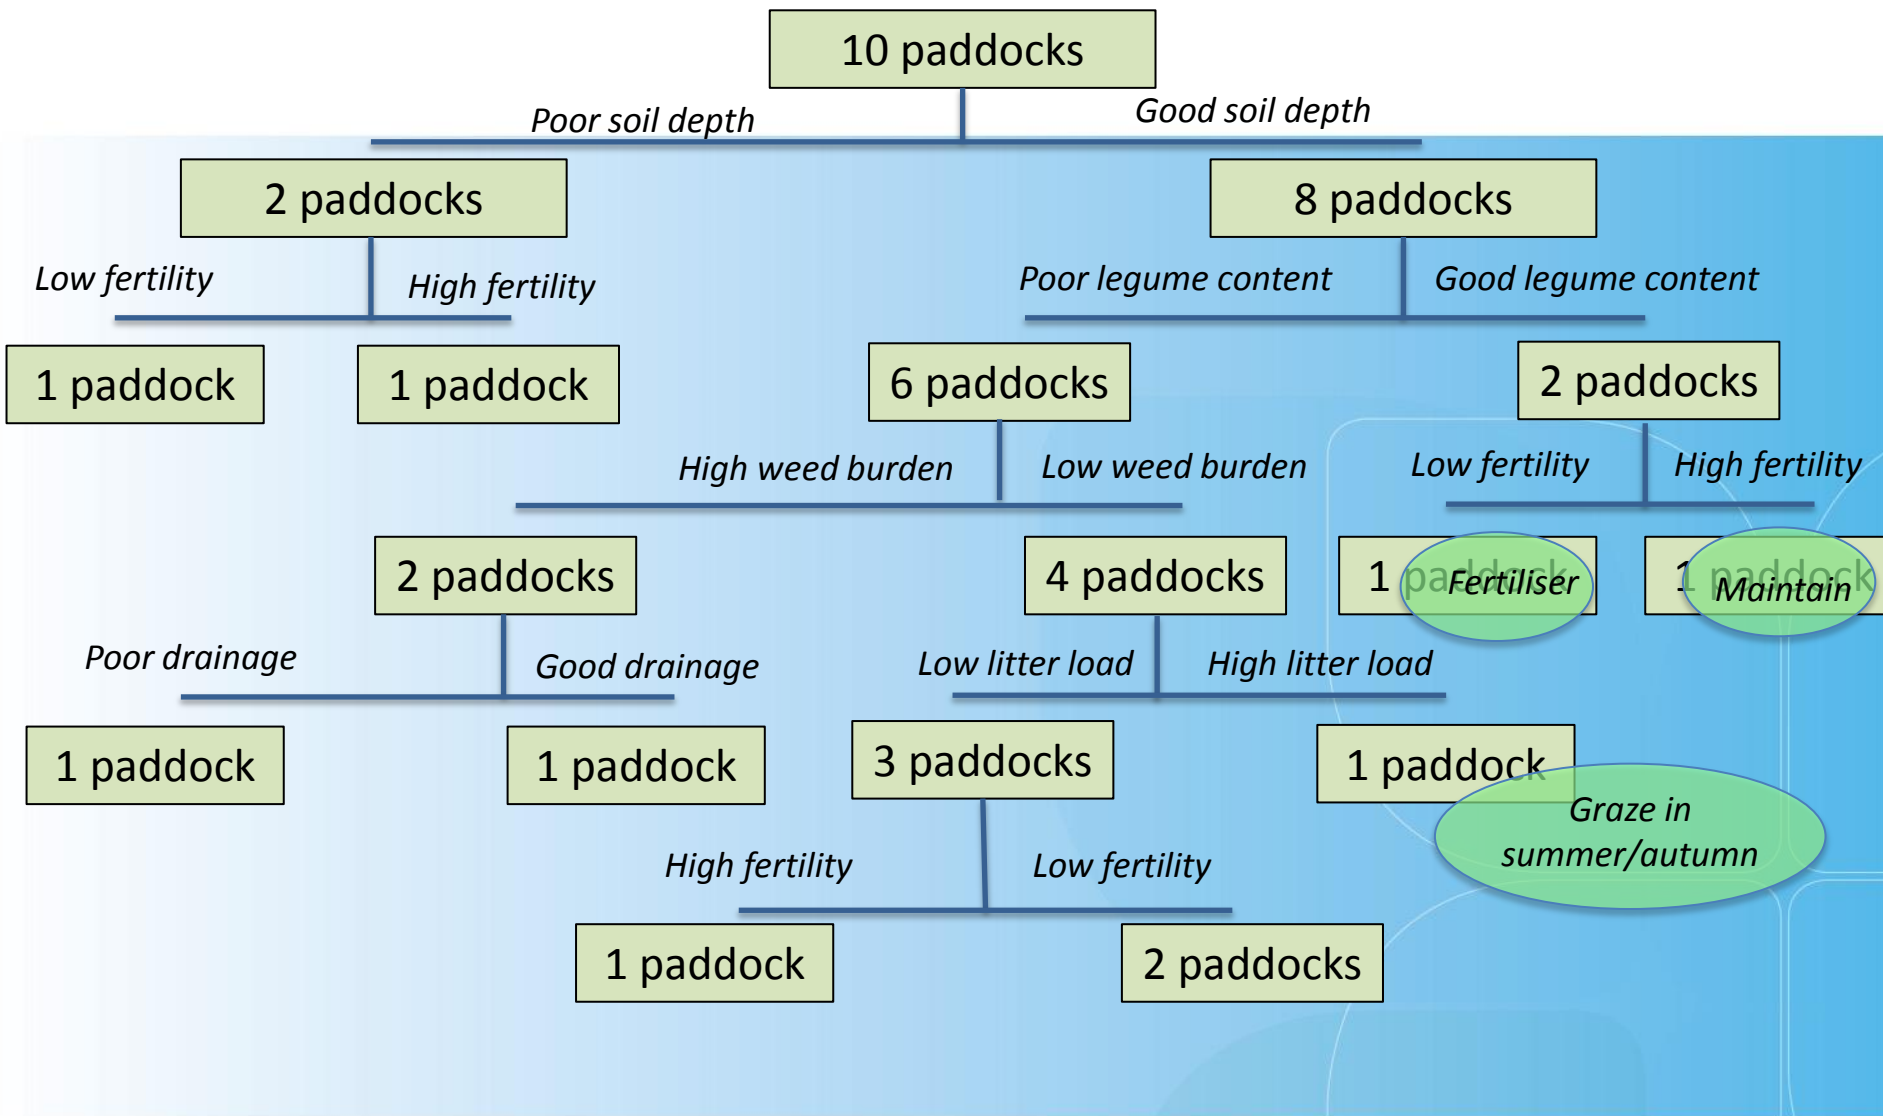 10 paddocks
Poor soil depth
Good soil depth
2 paddocks
8 paddocks
Low fertility
High fertility
Poor legume content
Good legume content
1 paddock
1 paddock
6 paddocks
2 paddocks
High weed burden
Low weed burden
Low fertility
High fertility
2 paddocks
4 paddocks
1 paddock
Fertiliser
1 paddock
Maintain
Poor drainage
Good drainage
Low litter load
High litter load
1 paddock
1 paddock
3 paddocks
1 paddock
Graze in
summer/autumn
High fertility
Low fertility
1 paddock
2 paddocks